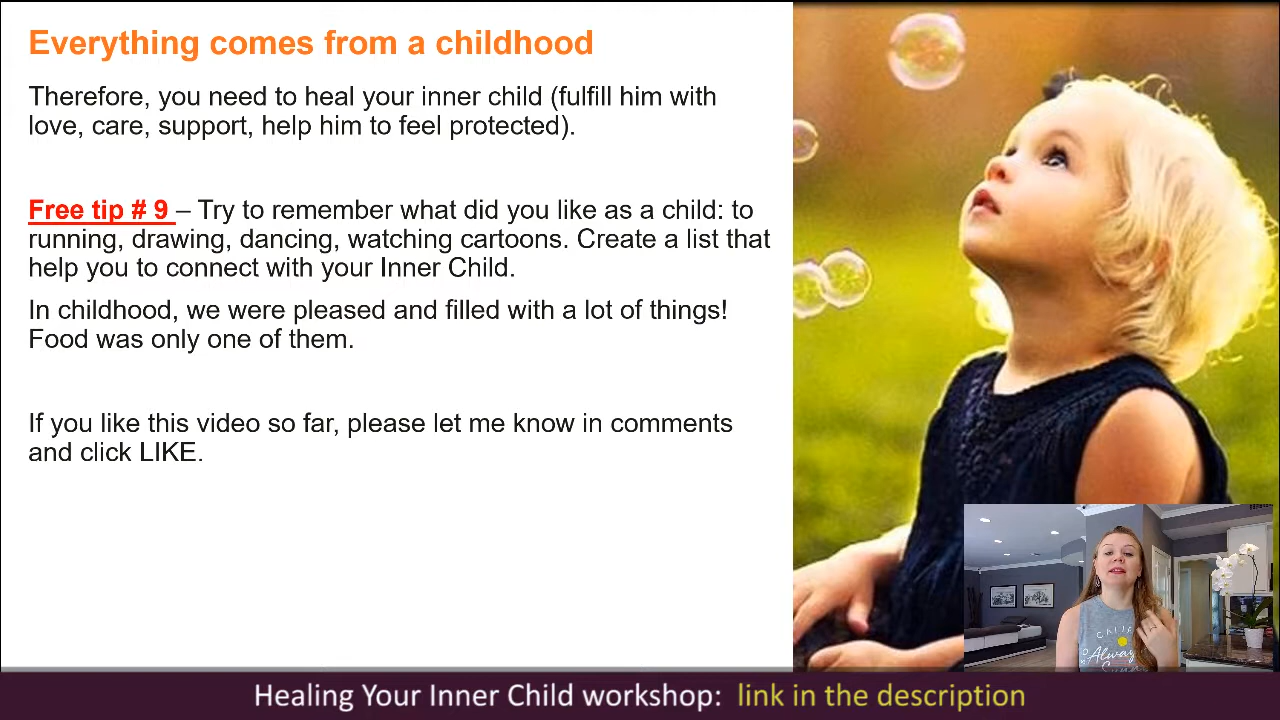 Everything comes from a childhood
Therefore, you need to heal your inner child (fulfill him with
love, care, support, help him to feel protected).
Free tip # 9 – Try to remember what did you like as a child: to
running, drawing, dancing, watching cartoons. Create a list that
help you to connect with your Inner Child.
In childhood, we were pleased and filled with a lot of things!
Food was only one of them.
If you like this video so far, please let me know in comments
and click LIKE.
Always
Healing Your Inner Child workshop: link in the description